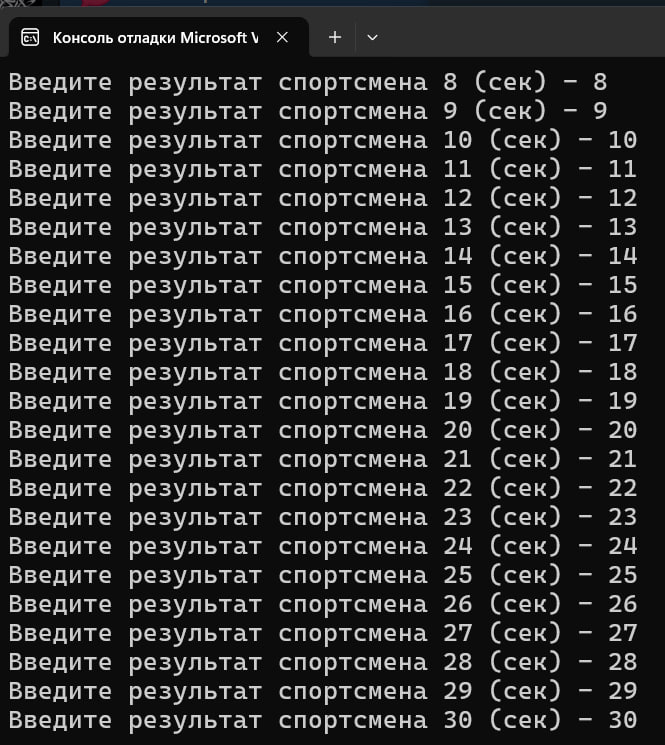 Консоль отладки Microsoft V
Введите результат спортсмена 8 (сек) – 8
Введите результат спортсмена 9 (сек) – 9
Введите результат спортсмена 10 (сек) – 10
Введите результат спортсмена 11 (сек) – 11
Введите результат спортсмена 12 (сек) – 12
Введите результат спортсмена 13 (сек) – 13
Введите результат спортсмена 14 (сек) – 14
Введите результат спортсмена 15 (сек) – 15
Введите результат спортсмена 16 (сек) – 16
Введите результат спортсмена 17 (сек) – 17
Введите результат спортсмена 18 (сек) – 18
Введите результат спортсмена 19 (сек) – 19
Введите результат спортсмена 20 (сек) – 20
Введите результат спортсмена 21 (сек) – 21
Введите результат спортсмена 22 (сек) – 22
Введите результат спортсмена 23 (сек) – 23
Введите результат спортсмена 24 (сек) – 24
Введите результат спортсмена 25 (сек) – 25
Введите результат спортсмена 26 (сек) – 26
Введите результат спортсмена 27 (сек) – 27
Введите результат спортсмена 28 (сек) – 28
Введите результат спортсмена 29 (сек) – 29
Введите результат спортсмена 30 (сек) – 30